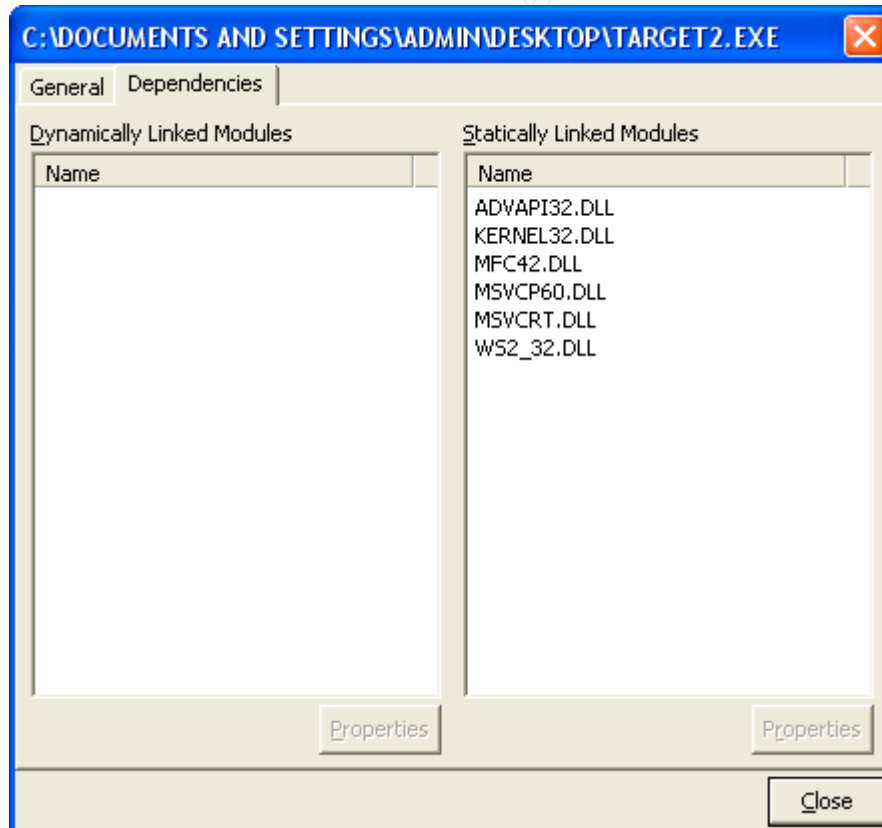 C:\DOCUMENTS AND SETTINGS\ADMIN\DESKTOP\TARGET2.EXE
General Dependencies
Dynamically Linked Modules
Name
Properties
Statically Linked Modules
Name
ADVAPI32.DLL
KERNEL32.DLL
MFC42.DLL
MSVCP60.DLL
MSVCRT.DLL
WS2_32.DLL
Properties
Close